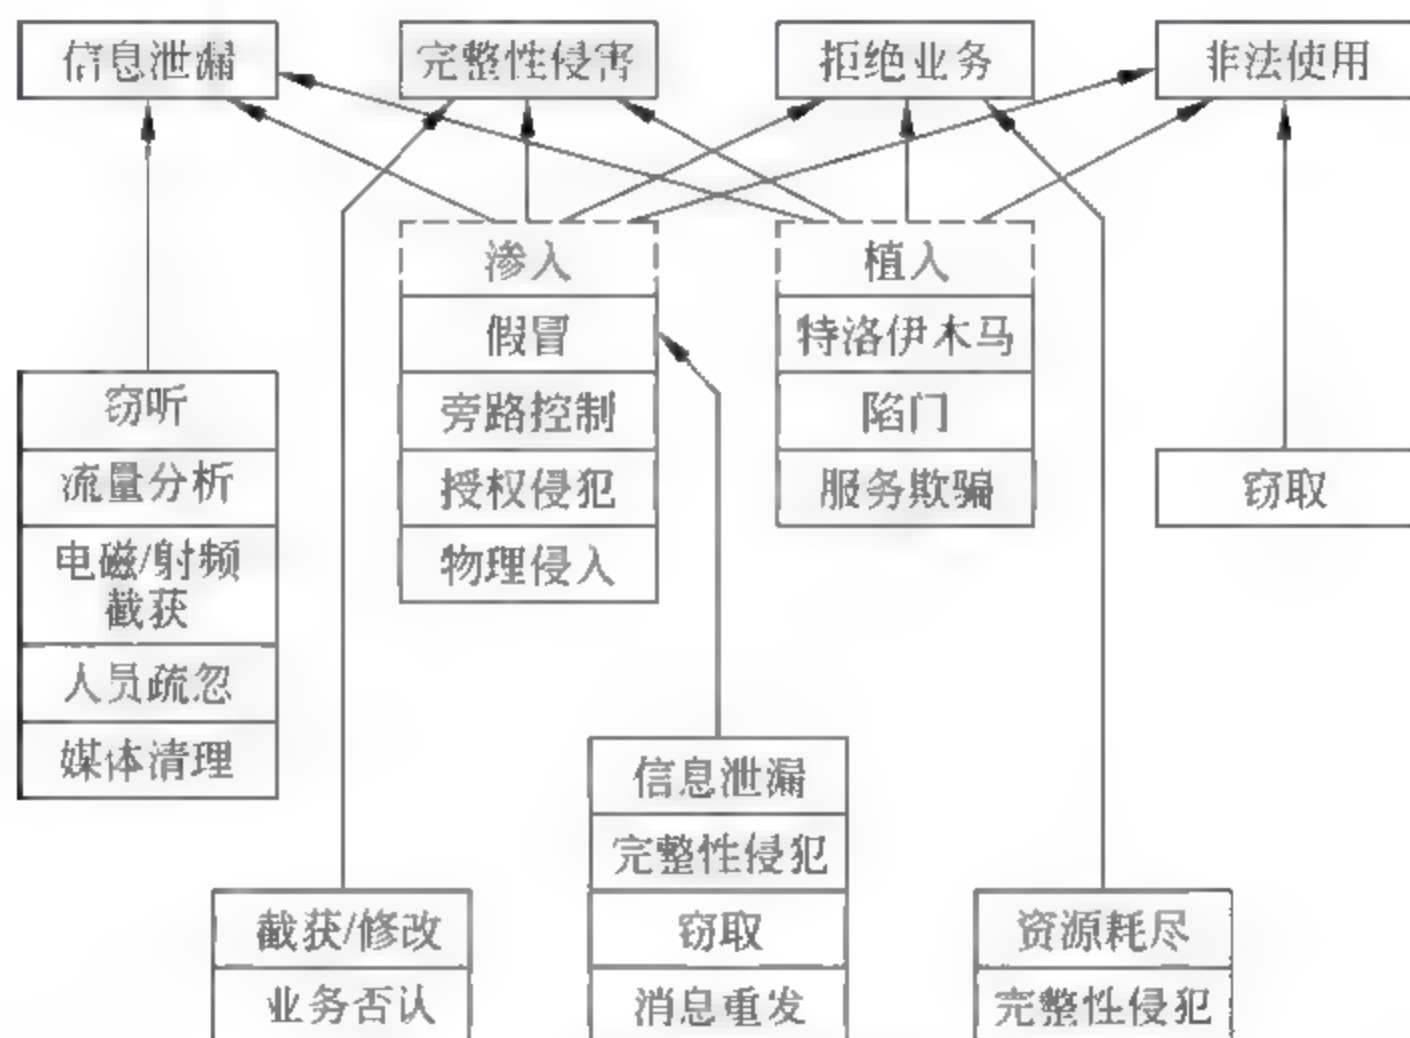 信息泄漏
完整性侵害
拒绝业务
非法使用
渗入
假冒
旁路控制
授权侵犯
物理侵入
植入
特洛伊木马
陷门
服务欺骗
窃听
流量分析
电磁/射频
截获
人员疏忽
媒体清理
窃取
信息泄漏
完整性侵犯
窃取
消息重发
截获/修改
业务否认
资源耗尽
完整性侵犯